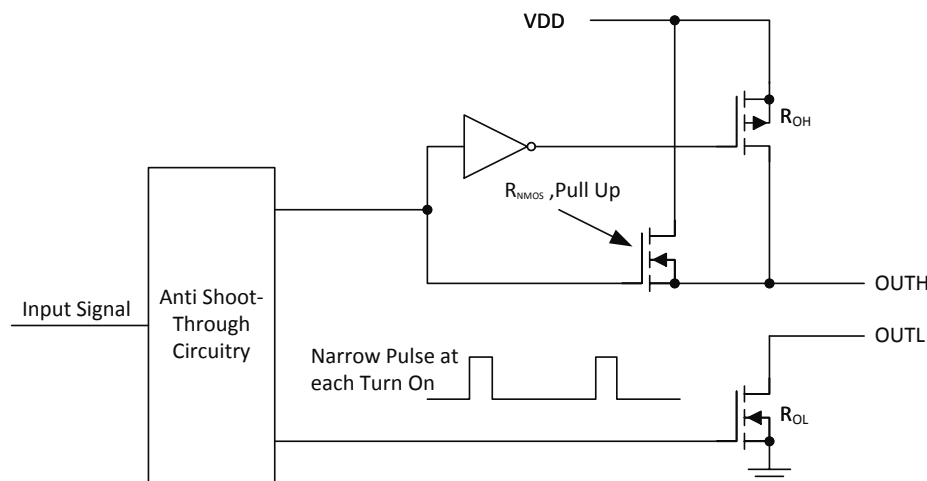 VDD
R_OH
R_NMOS ,Pull Up
Anti Shoot-
Through
Circuitry
Input Signal
OUTH
OUTL
Narrow Pulse at
each Turn On
R_OL